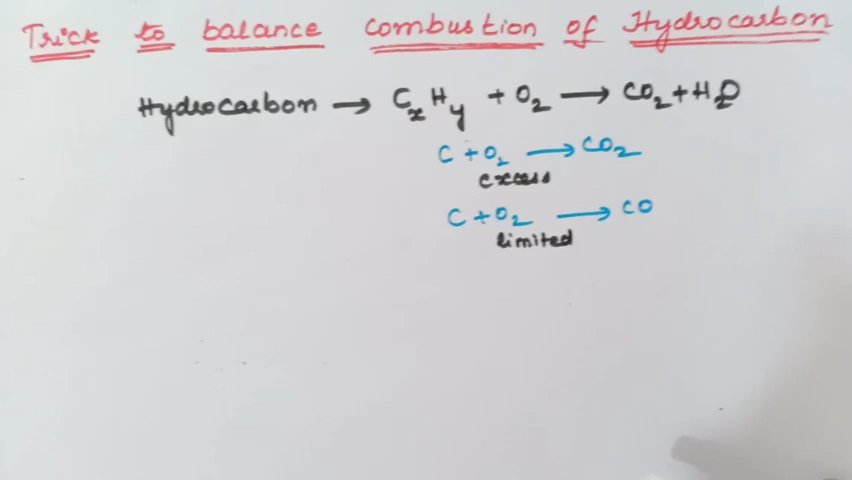 Trick to balance combustion of Hydrocarbon
Hydrocarbon → CxHy + O2 → CO2 + H2O
C + O2 → CO2
excess
C + O2 → CO
limited